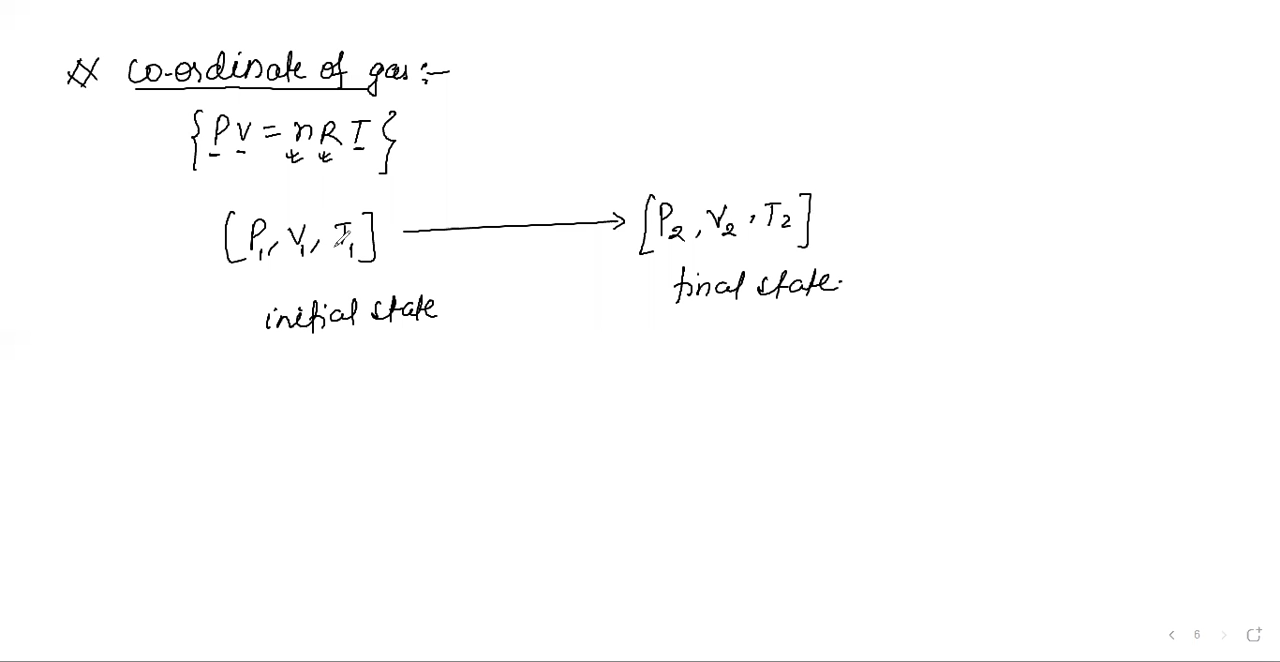 co-ordinate of gas :-
{PV = nRT}
[P₁, V₁, T₁] ⟶ [P₂, V₂, T₂]
initial state
final state.
6